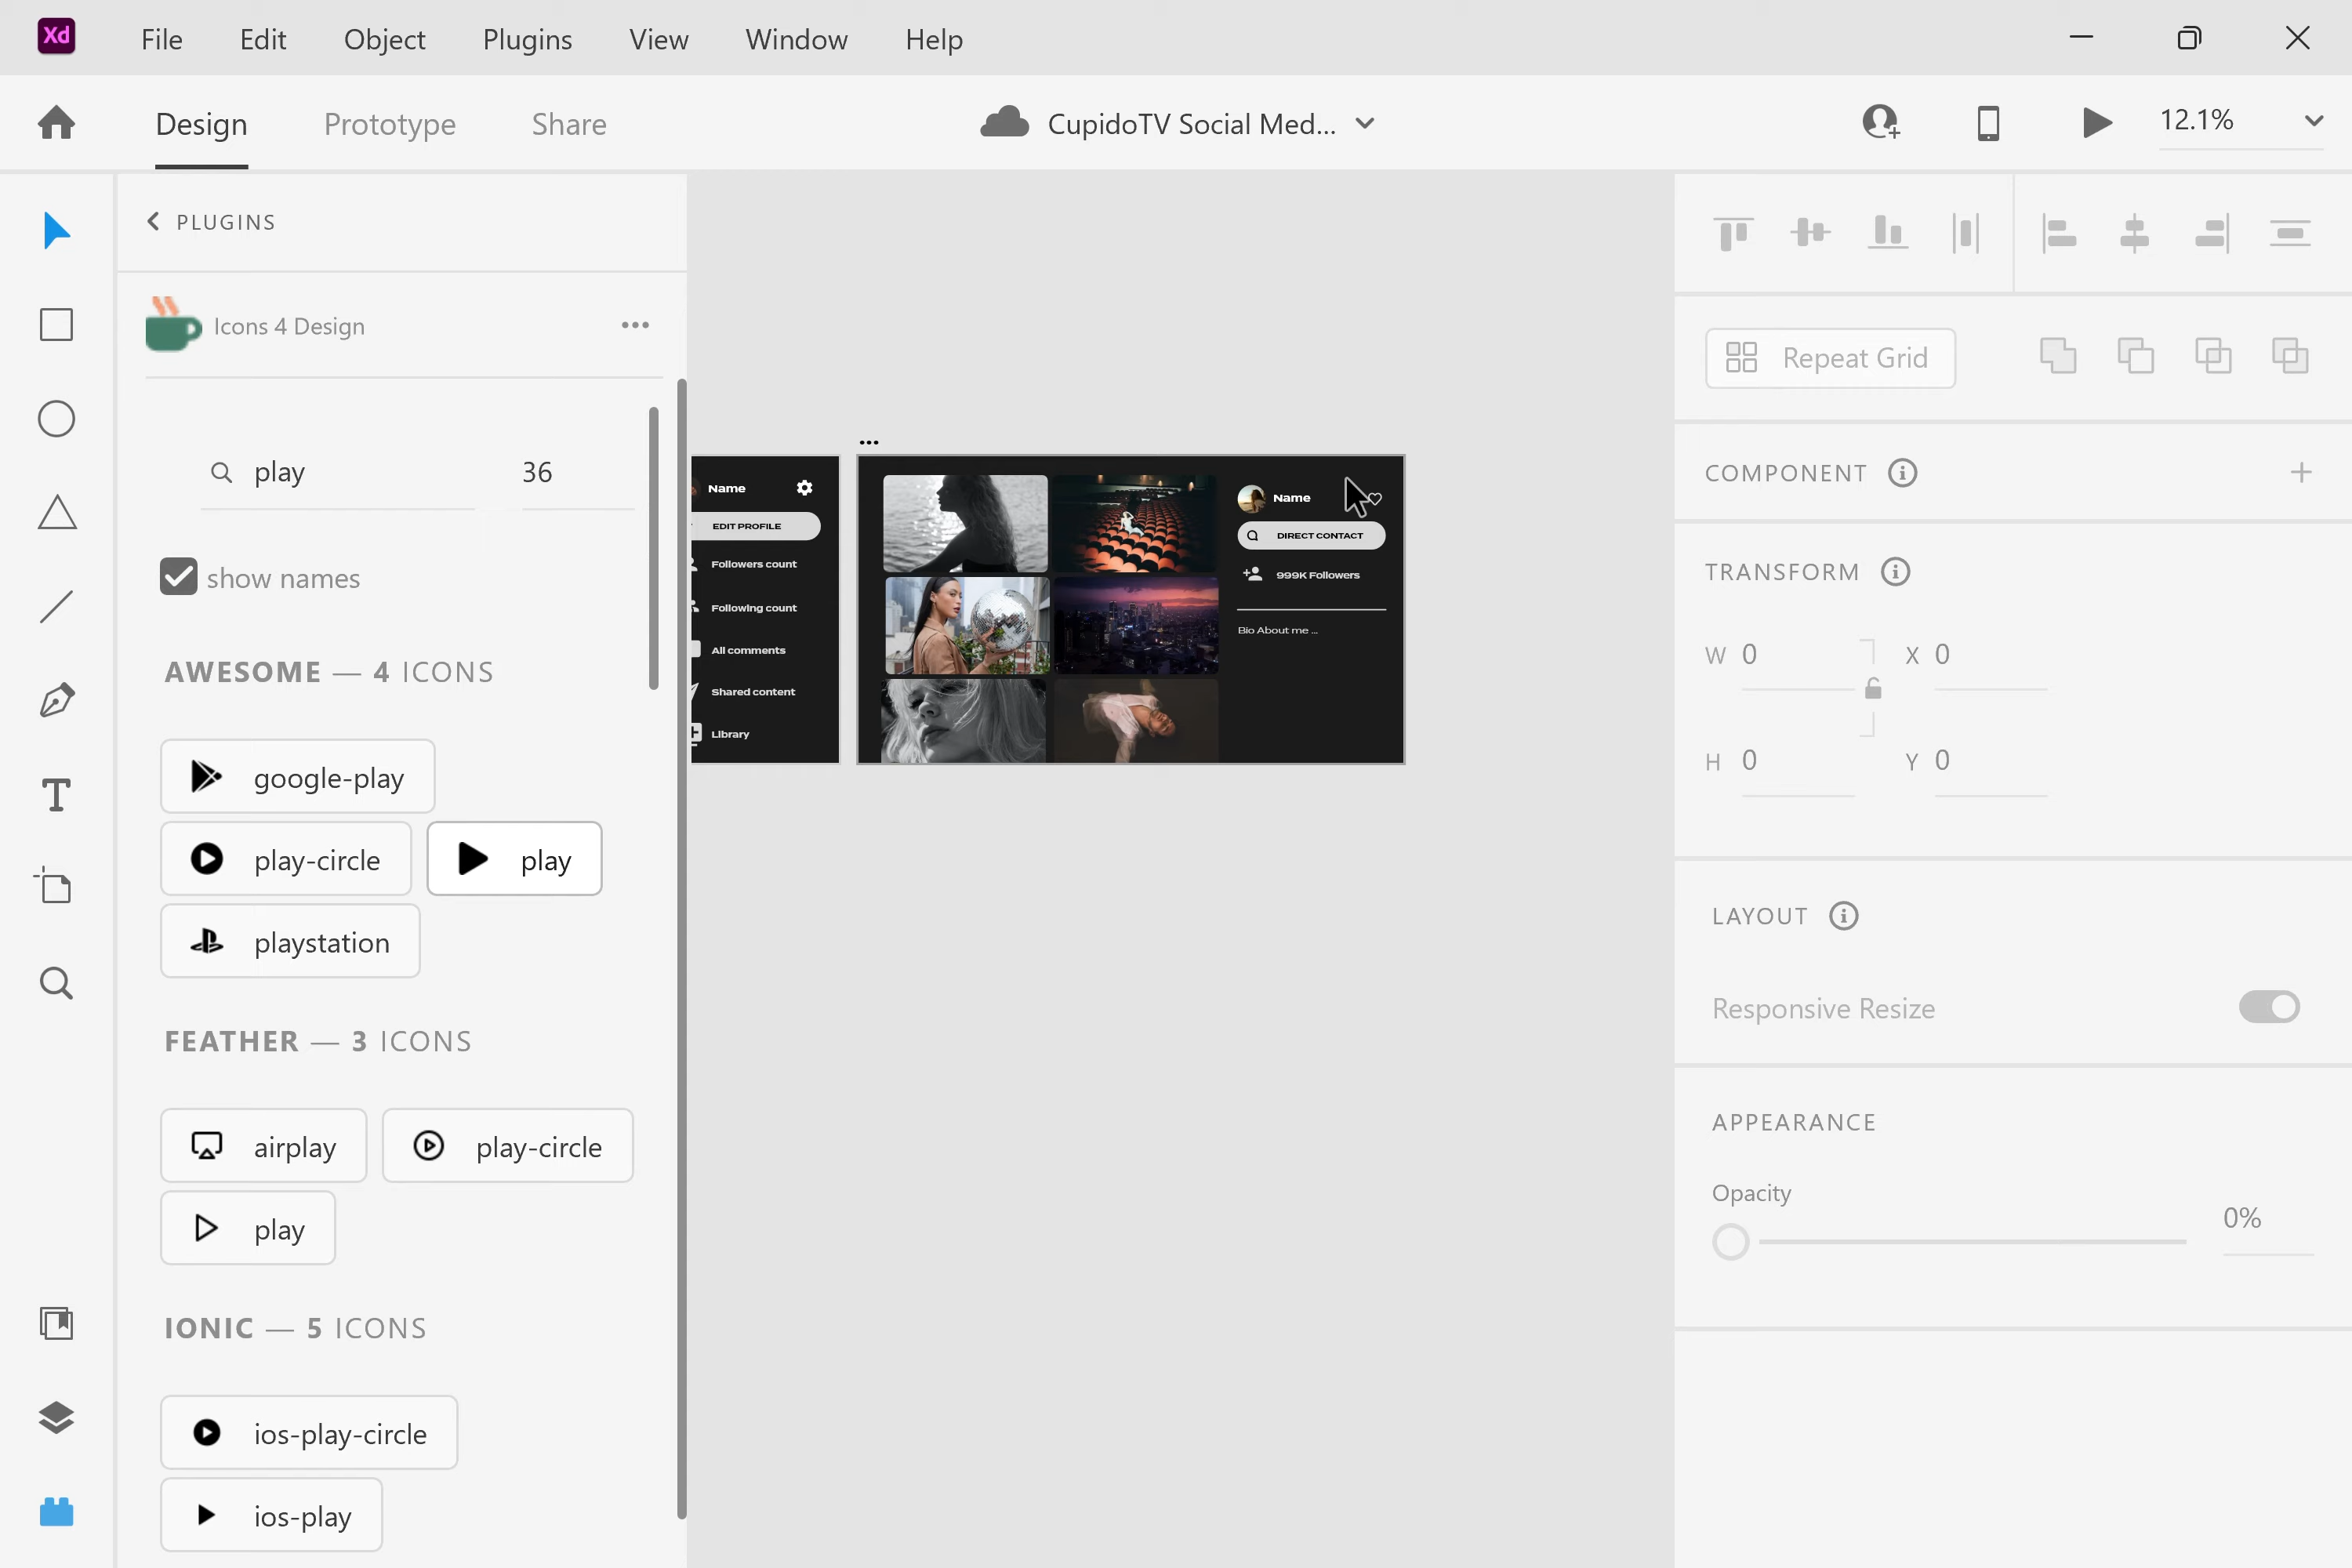 Xd File Edit Object Plugins View Window Help
Design Prototype Share CupidoTV Social Med... 12.1%
PLUGINS
Icons 4 Design
play 36
show names
AWESOME — 4 ICONS
google-play
play-circle play
playstation
FEATHER — 3 ICONS
airplay play-circle
play
IONIC — 5 ICONS
ios-play-circle
ios-play
...
Name
EDIT PROFILE
Followers count
Following count
All comments
Shared content
Library
Name
DIRECT CONTACT
999K Followers
Bio About me ...
Repeat Grid
COMPONENT
TRANSFORM
W 0 X 0
H 0 Y 0
LAYOUT
Responsive Resize
APPEARANCE
Opacity
0%